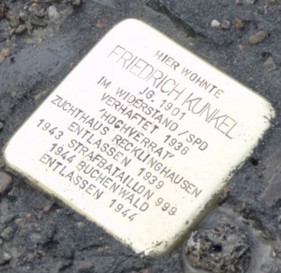 HIER WOHNTE
FRIEDRICH KUNKEL
JG. 1901
IM WIDERSTAND / SPD
VERHAFTET 1936
'HOCHVERRAT'
ZUCHTHAUS RECKLINGHAUSEN
ENTLASSEN 1939
1943 STRAFBATAILLON 999
1944 BUCHENWALD
ENTLASSEN 1944